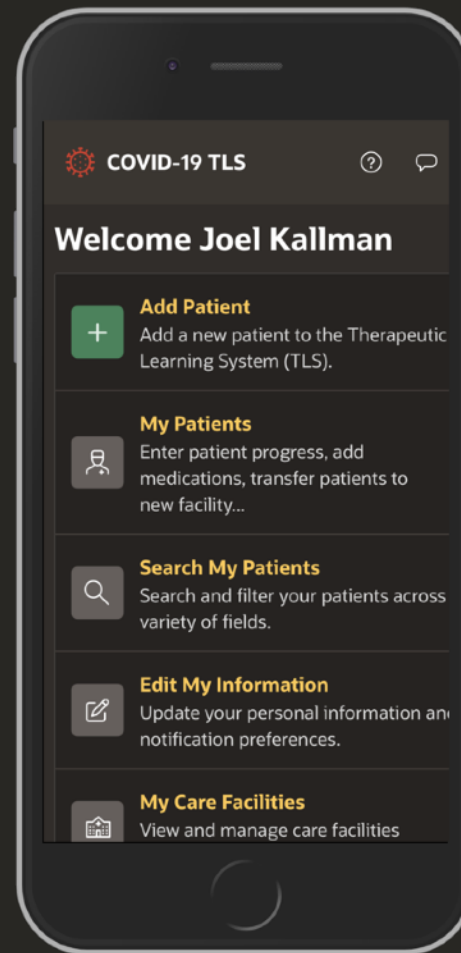 COVID-19 TLS
Welcome Joel Kallman
Add Patient
Add a new patient to the Therapeutic
Learning System (TLS).
My Patients
Enter patient progress, add
medications, transfer patients to
new facility...
Search My Patients
Search and filter your patients across
variety of fields.
Edit My Information
Update your personal information and
notification preferences.
My Care Facilities
View and manage care facilities